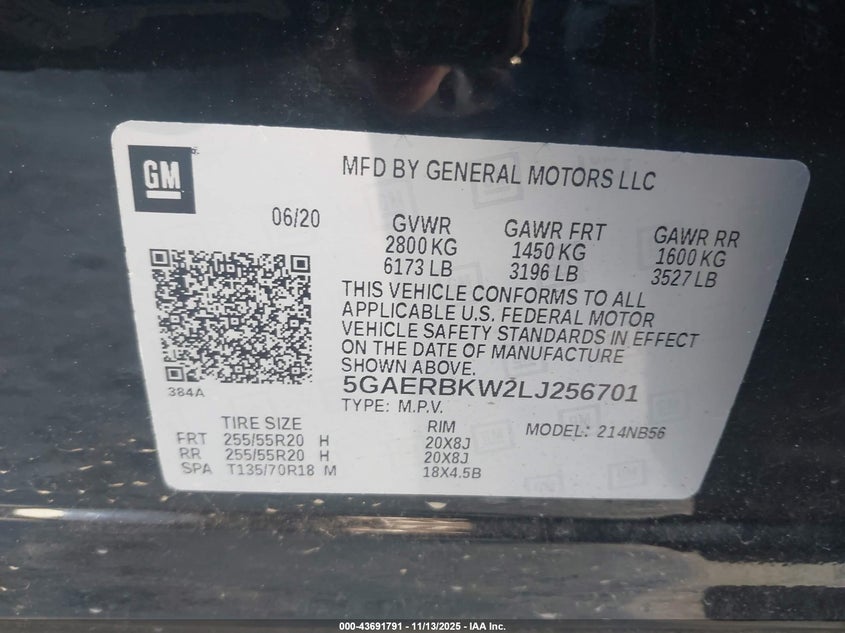 GM
MFD BY GENERAL MOTORS LLC
06/20
GVWR
2800 KG
6173 LB
GAWR FRT
1450 KG
3196 LB
GAWR RR
1600 KG
3527 LB
THIS VEHICLE CONFORMS TO ALL
APPLICABLE U.S. FEDERAL MOTOR
VEHICLE SAFETY STANDARDS IN EFFECT
ON THE DATE OF MANUFACTURE
SHOWN ABOVE.
384A
5GAERBKW2LJ256701
TYPE: M.P.V.
TIRE SIZE RIM MODEL: 214NB56
FRT 255/55R20 H 20X8J
RR 255/55R20 H 20X8J
SPA T135/70R18 M 18X4.5B
000-43691791 - 11/13/2025 - IAA Inc.